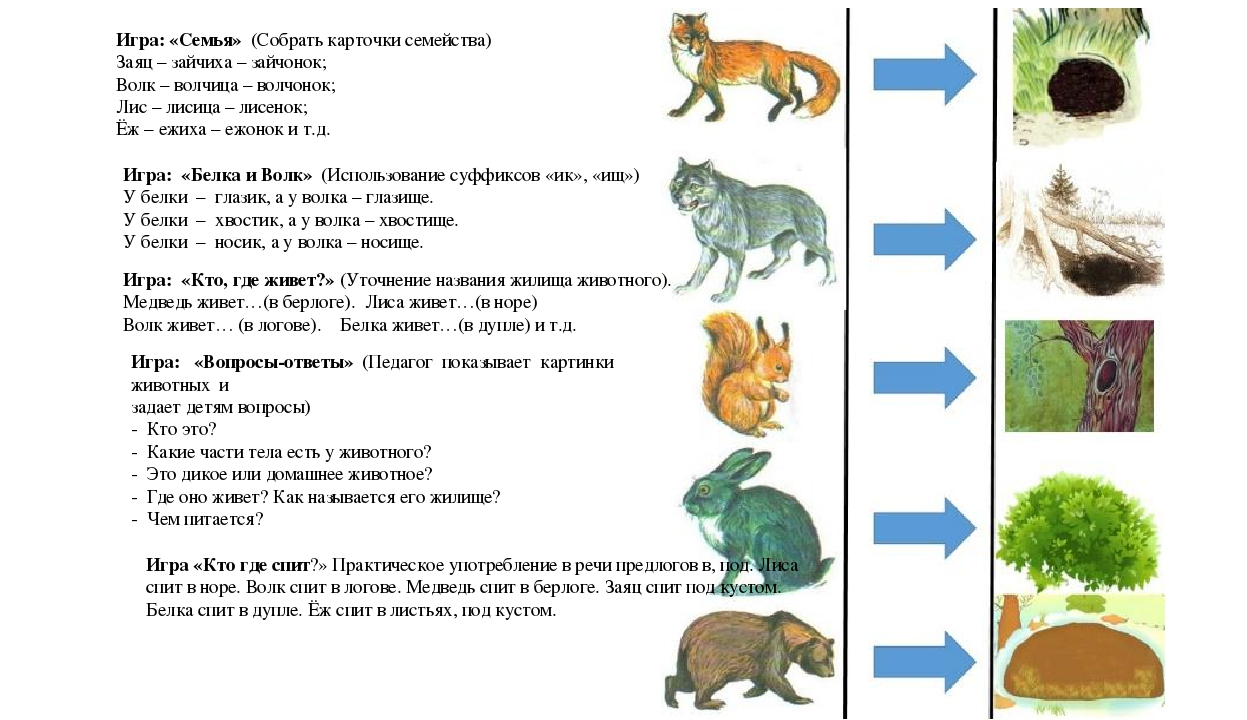 Игра: «Семья» (Собрать карточки семейства)
Заяц – зайчиха – зайчонок;
Волк – волчица – волчонок;
Лис – лисица – лисенок;
Ёж – ежиха – ежонок и т.д.
Игра: «Белка и Волк» (Использование суффиксов «ик», «ищ»)
У белки – глазик, а у волка – глазище.
У белки – хвостик, а у волка – хвостище.
У белки – носик, а у волка – носище.
Игра: «Кто, где живет?» (Уточнение названия жилища животного).
Медведь живет…(в берлоге). Лиса живет…(в норе)
Волк живет… (в логове). Белка живет…(в дупле) и т.д.
Игра: «Вопросы-ответы» (Педагог показывает картинки
животных и
задает детям вопросы)
- Кто это?
- Какие части тела есть у животного?
- Это дикое или домашнее животное?
- Где оно живет? Как называется его жилище?
- Чем питается?
Игра «Кто где спит?» Практическое употребление в речи предлогов в, под. Лиса
спит в норе. Волк спит в логове. Медведь спит в берлоге. Заяц спит под кустом.
Белка спит в дупле. Ёж спит в листьях, под кустом.